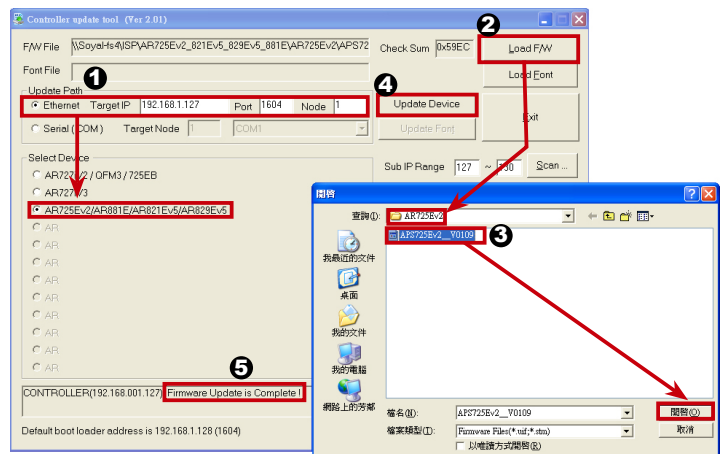 Controller update tool (Ver 2.01)
F/W File \\Soyal-fs4\ISP\AR725Ev2_821Ev5_829Ev5_881E\AR725Ev2\APS72 Check Sum 0x59EC
2
Load F/W
Font File
Load Font
1
Update Path
Ethernet Target IP 192.168.1.127 Port 1604 Node 1
4
Update Device
Exit
Serial (COM) Target Node 1 COM1
Update Font
Select Device
Sub IP Range 127 ~ Scan ...
AR725Ev2/AR881E/AR821Ev5/AR829Ev5
AR
AR
AR
AR
AR
AR
AR
AR
AR
5
CONTROLLER(192.168.001.127) Firmware Update is Complete !
Default boot loader address is 192.168.1.128 (1604)
開啓
查詢(I): AR725Ev2
APS725Ev2__V0109
3
我最近的文件
桌面
我的文件
我的電腦
網路上的芳鄰
檔名(N): APS725Ev2__V0109 開啓(O)
檔案類型(T): Firmware Files(*.uif;*.stm) 取消
以唯讀方式開啓(R)